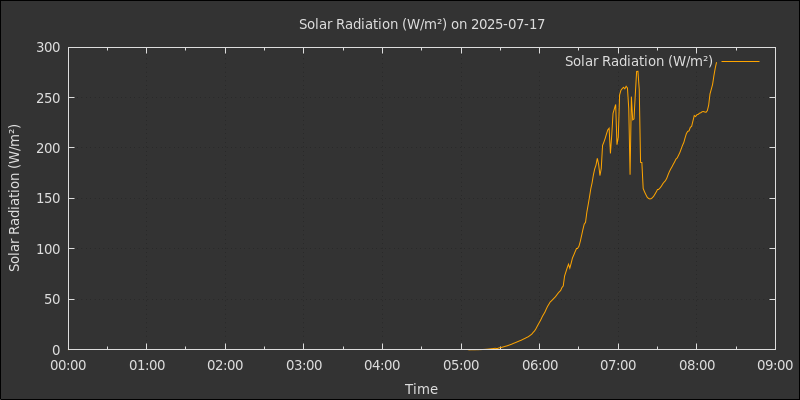 Solar Radiation (W/m²) on 2025-07-17
Solar Radiation (W/m²)
300
250
200
150
100
50
0
Solar Radiation (W/m²)
00:00 01:00 02:00 03:00 04:00 05:00 06:00 07:00 08:00 09:00
Time